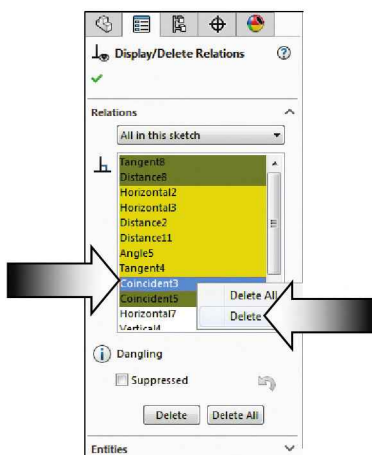 Display/Delete Relations
Relations
All in this sketch
Tangent8
Distance8
Horizontal2
Horizontal3
Distance2
Distance11
Angle5
Tangent4
Coincident3
Delete All
Coincident5
Delete
Horizontal7
Vertical4
Dangling
Suppressed
Delete Delete All
Entities